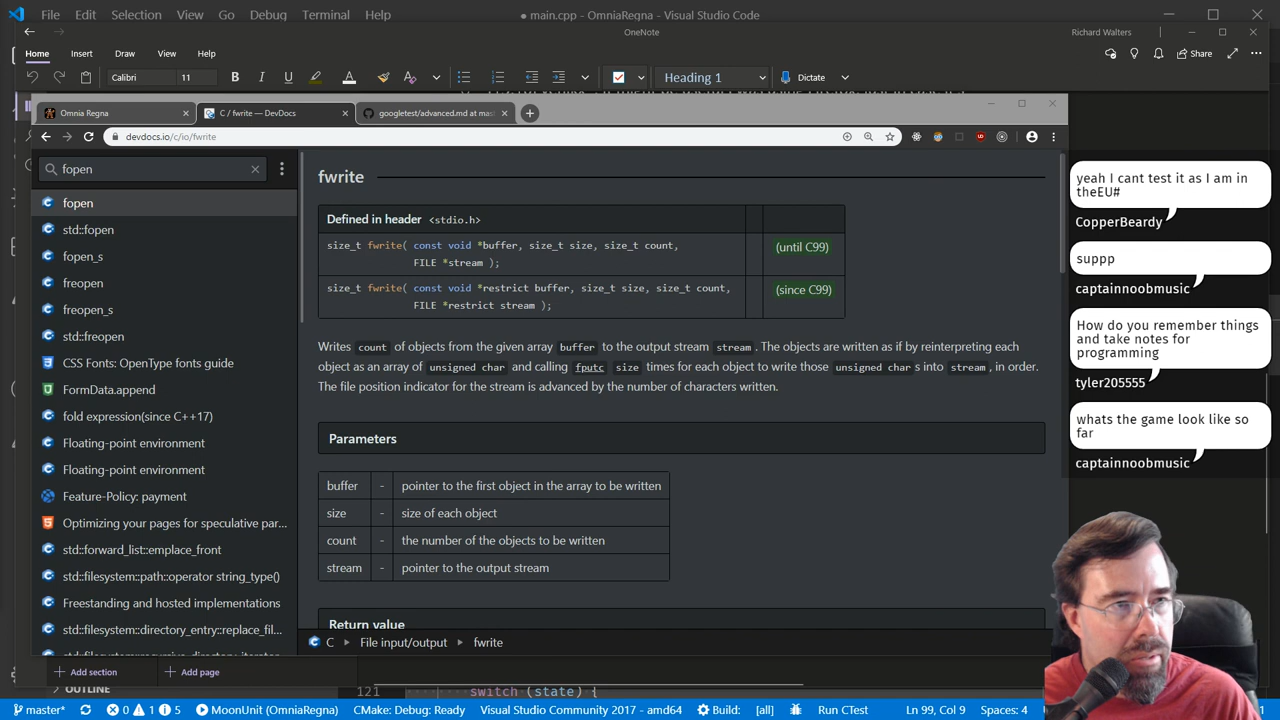 File Edit Selection View Go Debug Terminal Help
● main.cpp - OmniaRegna - Visual Studio Code
OneNote
Richard Walters
Home Insert Draw View Help
Share
Calibri 11 B I U A Heading 1 Dictate
Omnia Regna
C / fwrite — DevDocs
googletest/advanced.md at mas
devdocs.io/c/io/fwrite
fopen
fopen
std::fopen
fopen_s
freopen
freopen_s
std::freopen
CSS Fonts: OpenType fonts guide
FormData.append
fold expression(since C++17)
Floating-point environment
Floating-point environment
Feature-Policy: payment
Optimizing your pages for speculative par...
std::forward_list::emplace_front
std::filesystem::path::operator string_type()
Freestanding and hosted implementations
std::filesystem::directory_entry::replace_fil...
fwrite
Defined in header <stdio.h>
size_t fwrite( const void *buffer, size_t size, size_t count,
FILE *stream );
(until C99)
size_t fwrite( const void *restrict buffer, size_t size, size_t count,
FILE *restrict stream );
(since C99)
Writes count of objects from the given array buffer to the output stream stream. The objects are written as if by reinterpreting each
object as an array of unsigned char and calling fputc size times for each object to write those unsigned char s into stream, in order.
The file position indicator for the stream is advanced by the number of characters written.
Parameters
buffer - pointer to the first object in the array to be written
size - size of each object
count - the number of the objects to be written
stream - pointer to the output stream
Return value
C File input/output fwrite
yeah I cant test it as I am in
theEU#
CopperBeardy
suppp
captainnoobmusic
How do you remember things
and take notes for
programming
tyler205555
whats the game look like so
far
captainnoobmusic
Add section Add page
OUTLINE
121 switch (state) {
master* 0 1 5 MoonUnit (OmniaRegna) CMake: Debug: Ready Visual Studio Community 2017 - amd64 Build: [all] Run CTest Ln 99, Col 9 Spaces: 4